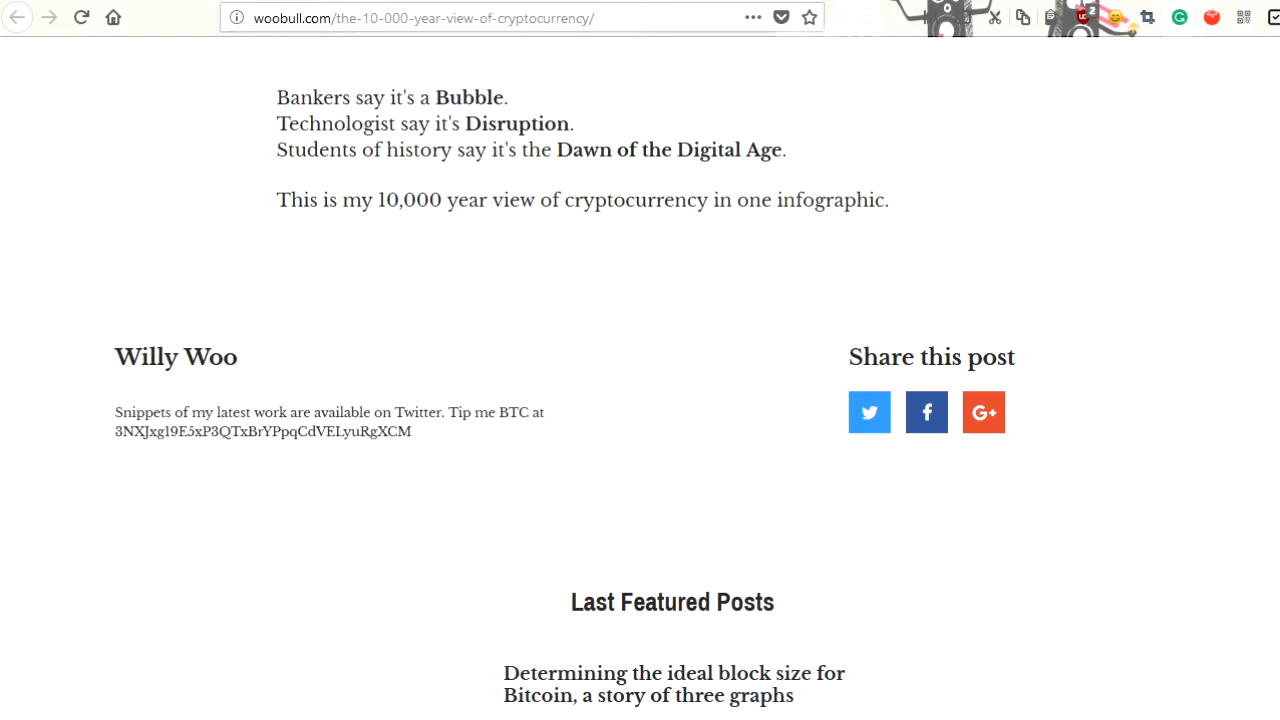 woobull.com/the-10-000-year-view-of-cryptocurrency/
2
Bankers say it's a Bubble.
Technologist say it's Disruption.
Students of history say it's the Dawn of the Digital Age.
This is my 10,000 year view of cryptocurrency in one infographic.
Willy Woo
Share this post
Snippets of my latest work are available on Twitter. Tip me BTC at
3NXJxg19E5xP3QTxBrYPpqCdVELyuRgXCM
G+
Last Featured Posts
Determining the ideal block size for
Bitcoin, a story of three graphs